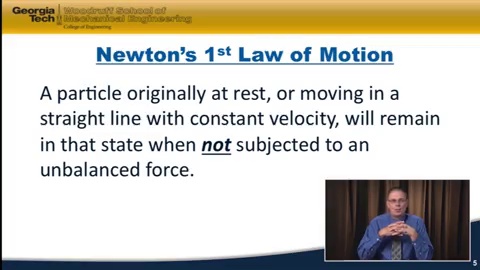 Georgia Tech
Woodruff School of
Mechanical Engineering
College of Engineering
Newton's 1st Law of Motion
A particle originally at rest, or moving in a
straight line with constant velocity, will remain
in that state when not subjected to an
unbalanced force.
5